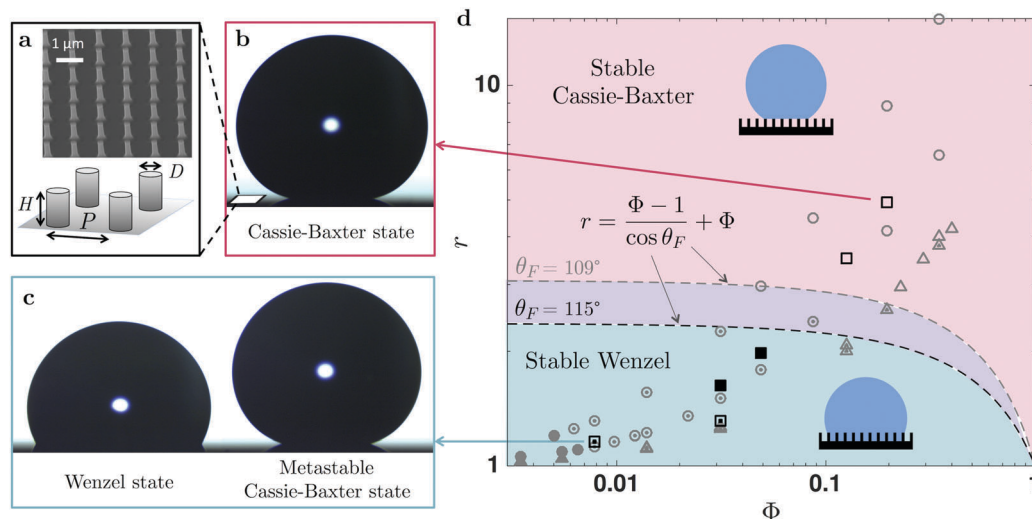 a
1 μm
H
P
D
b
Cassie-Baxter state
c
Wenzel state
Metastable
Cassie-Baxter state
d
Stable
Cassie-Baxter
r = (Φ − 1)/(cos θ_F) + Φ
θ_F = 109°
θ_F = 115°
Stable Wenzel
10
1
r
0.01
0.1
1
Φ